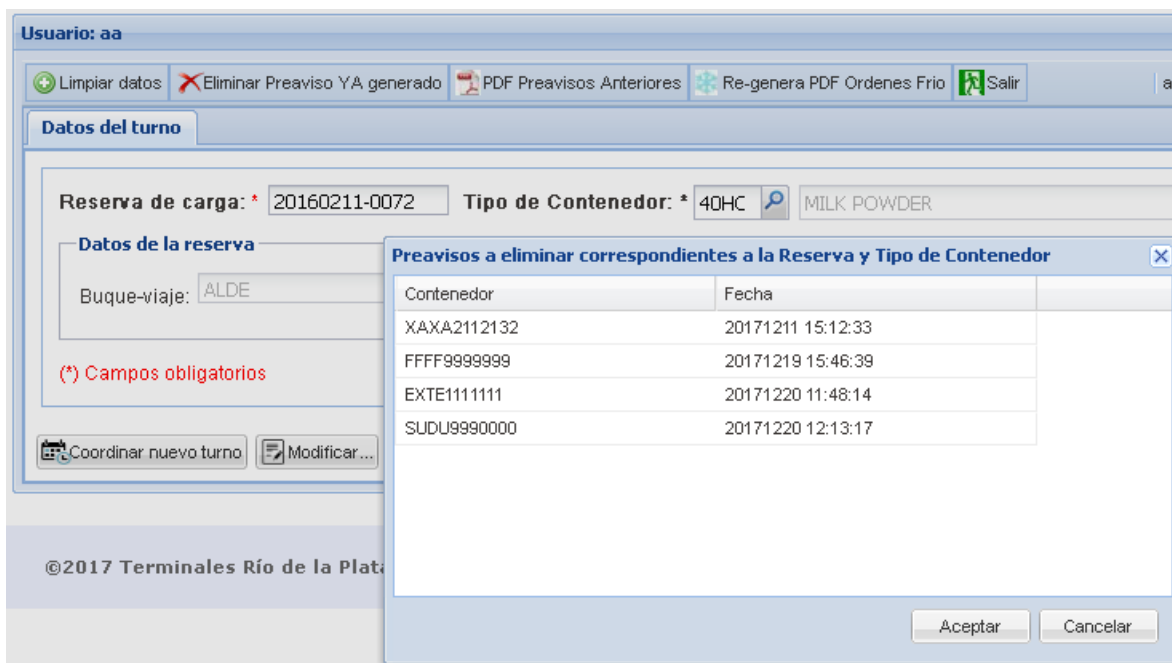 Usuario: aa
Limpiar datos Eliminar Preaviso YA generado PDF Preavisos Anteriores Re-genera PDF Ordenes Frio Salir a
Datos del turno
Reserva de carga: * 20160211-0072 Tipo de Contenedor: * 40HC MILK POWDER
Datos de la reserva
Buque-viaje: ALDE
(*) Campos obligatorios
Coordinar nuevo turno Modificar...
©2017 Terminales Río de la Plata
Preavisos a eliminar correspondientes a la Reserva y Tipo de Contenedor
Contenedor Fecha
XAXA2112132 20171211 15:12:33
FFFF9999999 20171219 15:46:39
EXTE1111111 20171220 11:48:14
SUDU9990000 20171220 12:13:17
Aceptar Cancelar